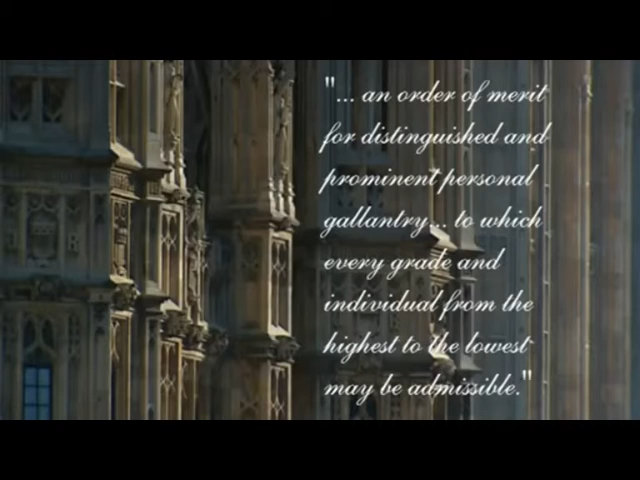 "... an order of merit
for distinguished and
prominent personal
gallantry... to which
every grade and
individual from the
highest to the lowest
may be admissible."